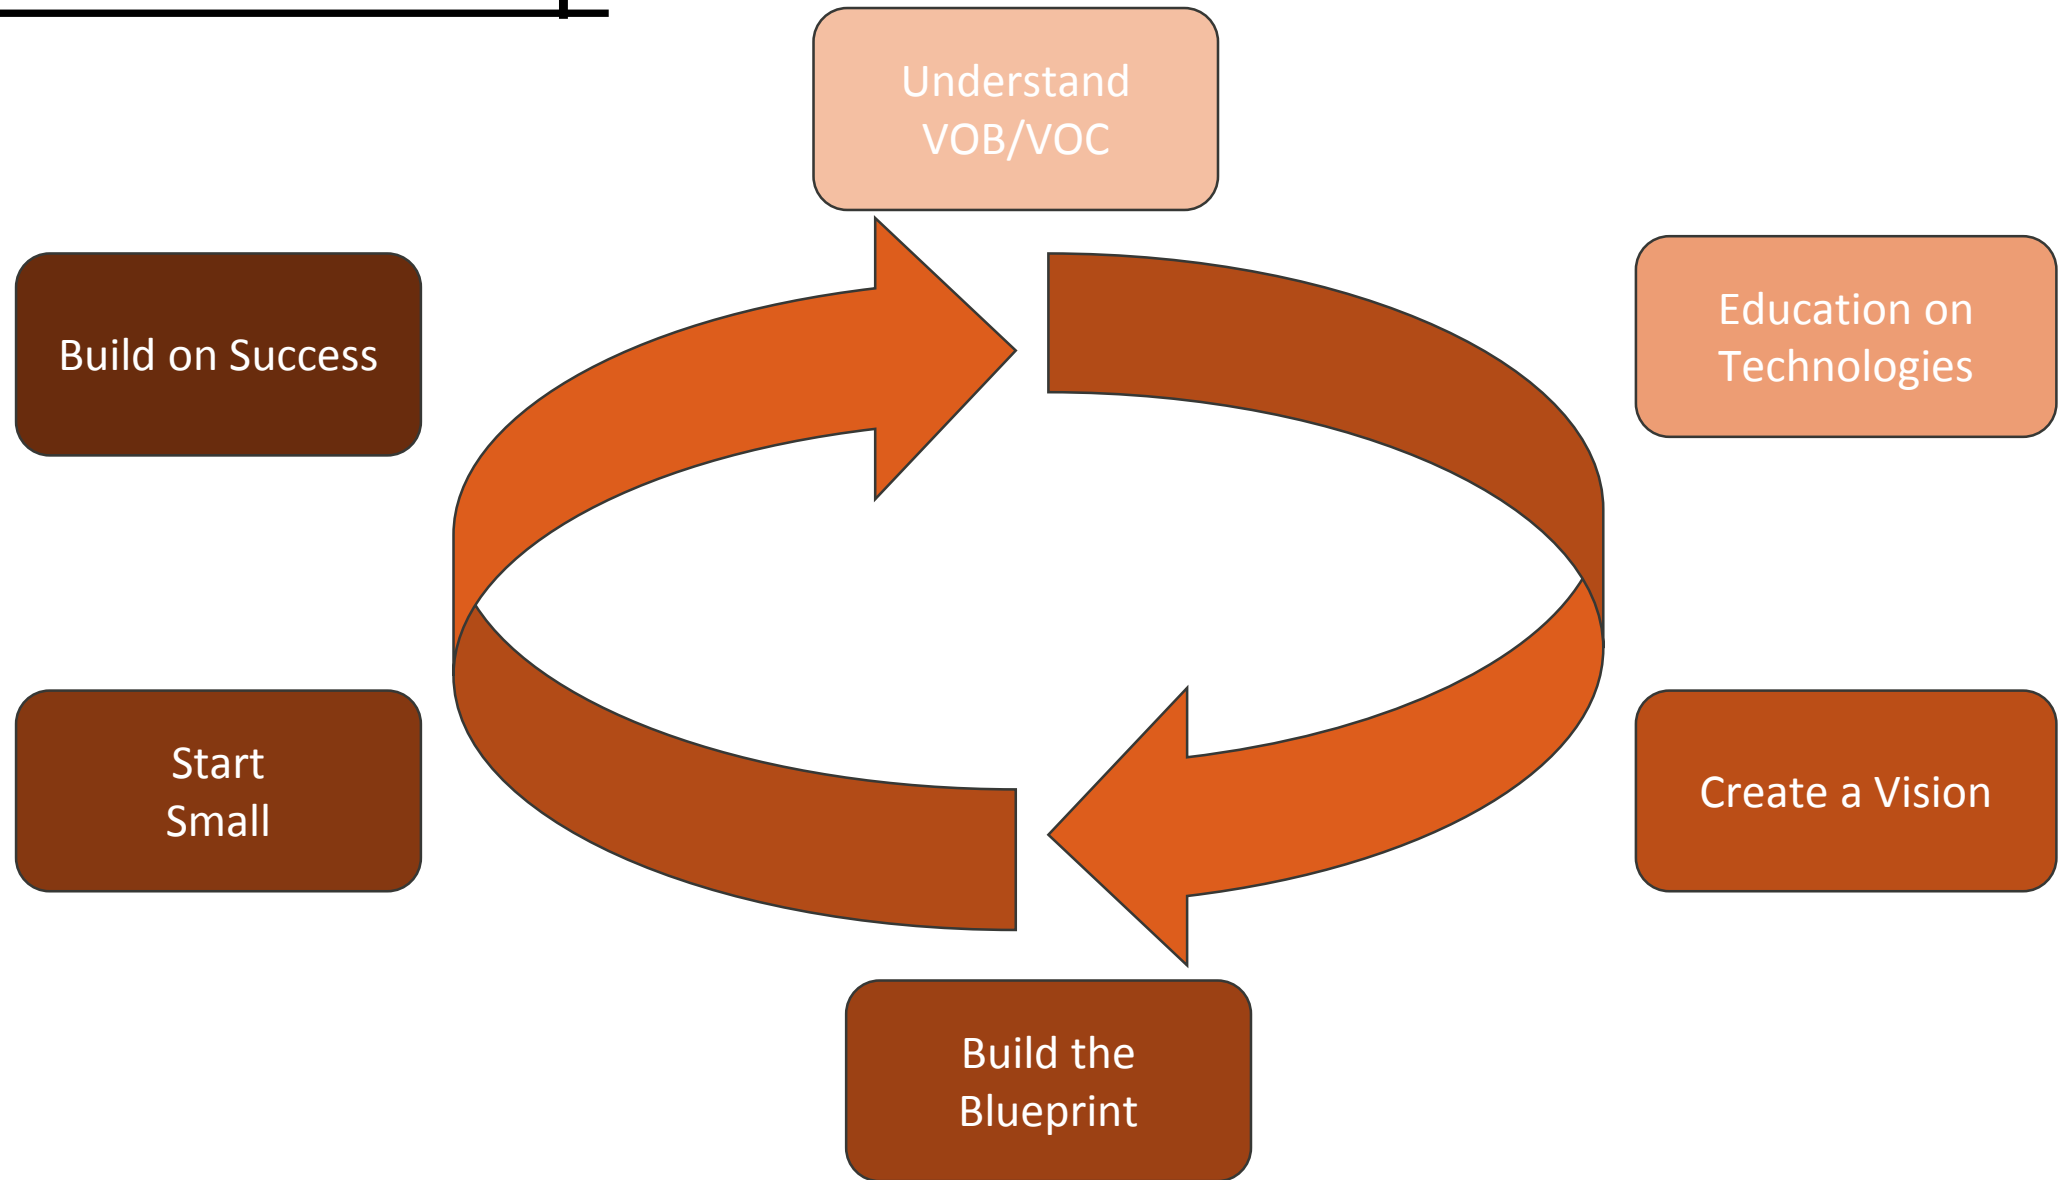 Understand
VOB/VOC
Education on
Technologies
Create a Vision
Build the
Blueprint
Start
Small
Build on Success